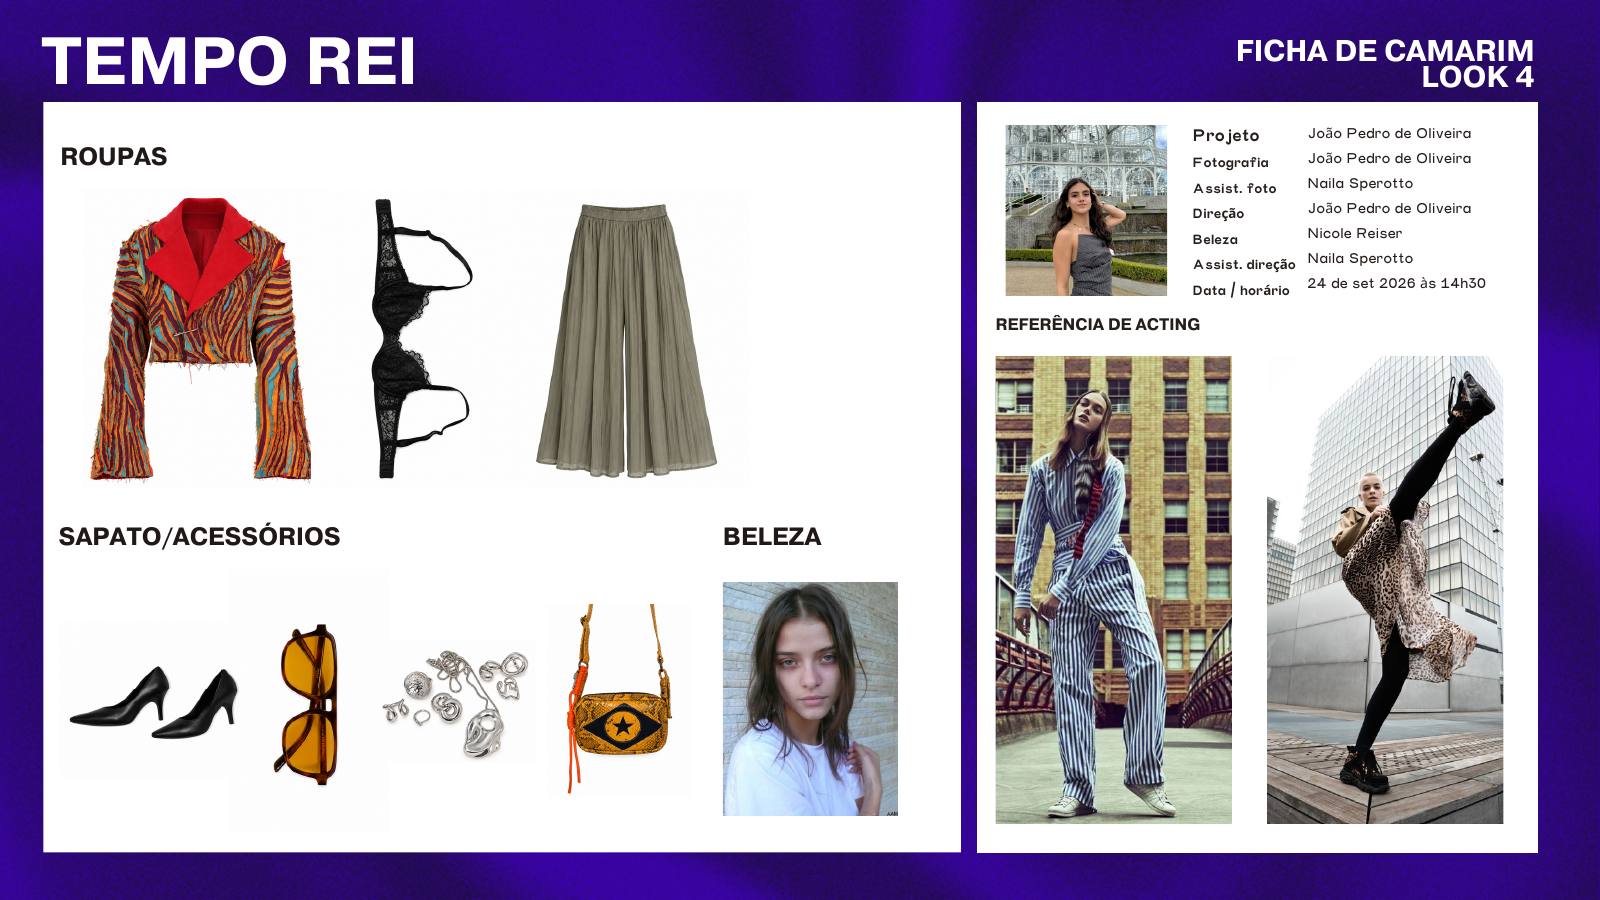 TEMPO REI
FICHA DE CAMARIM
LOOK 4
ROUPAS
SAPATO/ACESSÓRIOS
BELEZA
Projeto João Pedro de Oliveira
Fotografia João Pedro de Oliveira
Assist. foto Naila Sperotto
Direção João Pedro de Oliveira
Beleza Nicole Reiser
Assist. direção Naila Sperotto
Data / horário 24 de set 2026 às 14h30
REFERÊNCIA DE ACTING